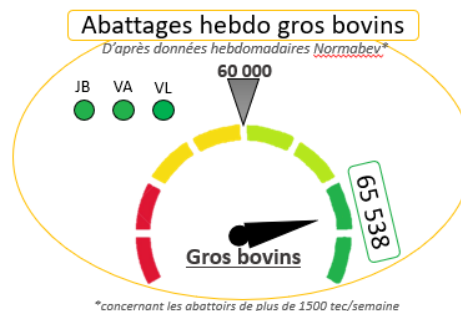 Abattages hebdo gros bovins
D'après données hebdomadaires Normabev*
60 000
JB VA VL
65 538
Gros bovins
*concernant les abattoirs de plus de 1500 tec/semaine